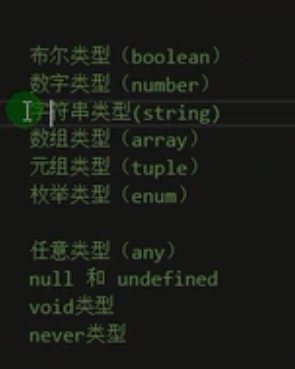 布尔类型（boolean）
数字类型（number）
字符串类型(string)
数组类型（array）
元组类型（tuple）
枚举类型（enum）
任意类型（any）
null 和 undefined
void类型
never类型